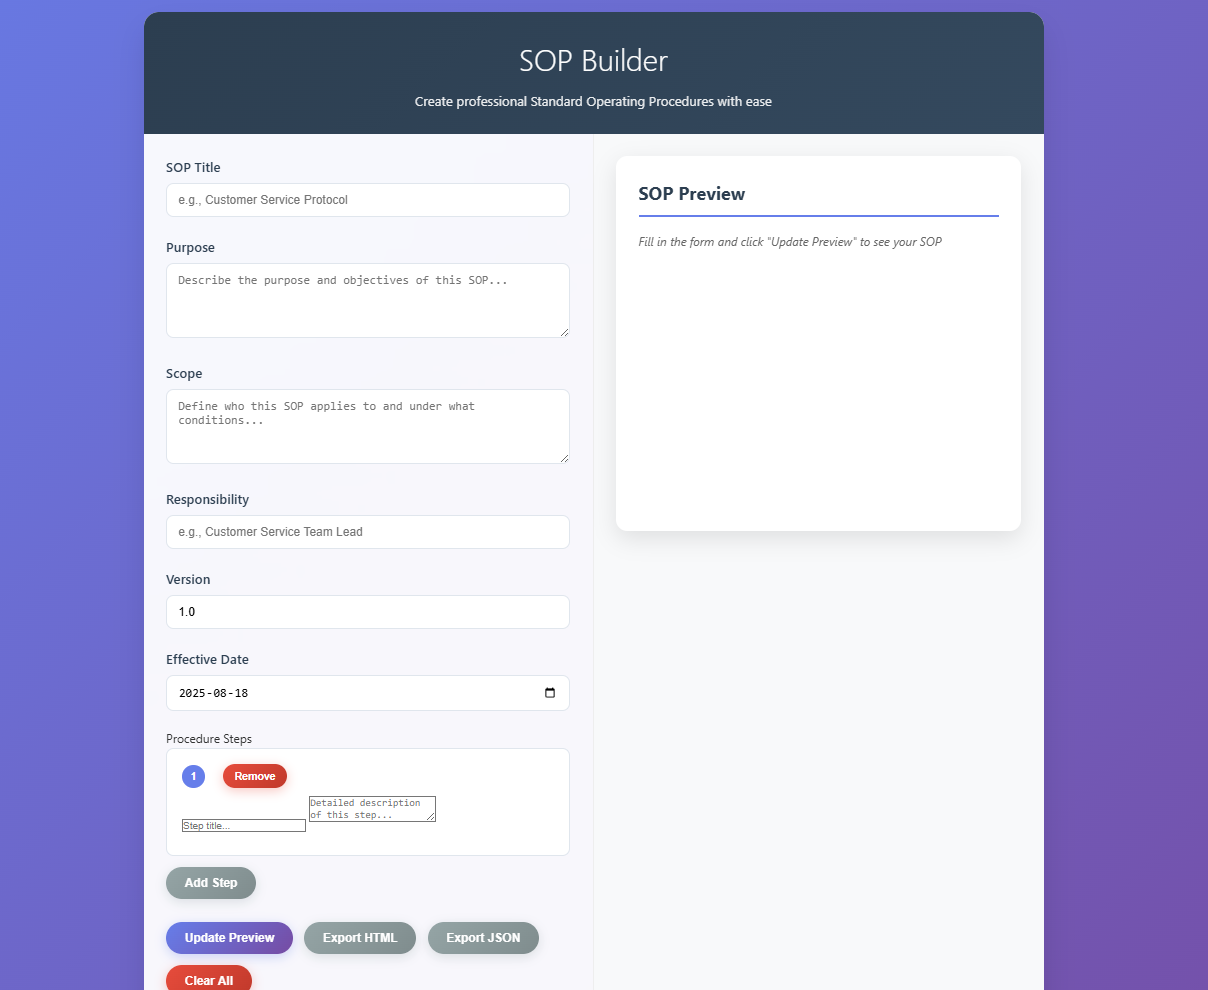 SOP Builder
Create professional Standard Operating Procedures with ease
SOP Title
e.g., Customer Service Protocol
Purpose
Describe the purpose and objectives of this SOP...
Scope
Define who this SOP applies to and under what
conditions...
Responsibility
e.g., Customer Service Team Lead
Version
1.0
Effective Date
2025-08-18
Procedure Steps
1 Remove
Step title...
Detailed description
of this step...
Add Step
Update Preview Export HTML Export JSON
Clear All
SOP Preview
Fill in the form and click "Update Preview" to see your SOP